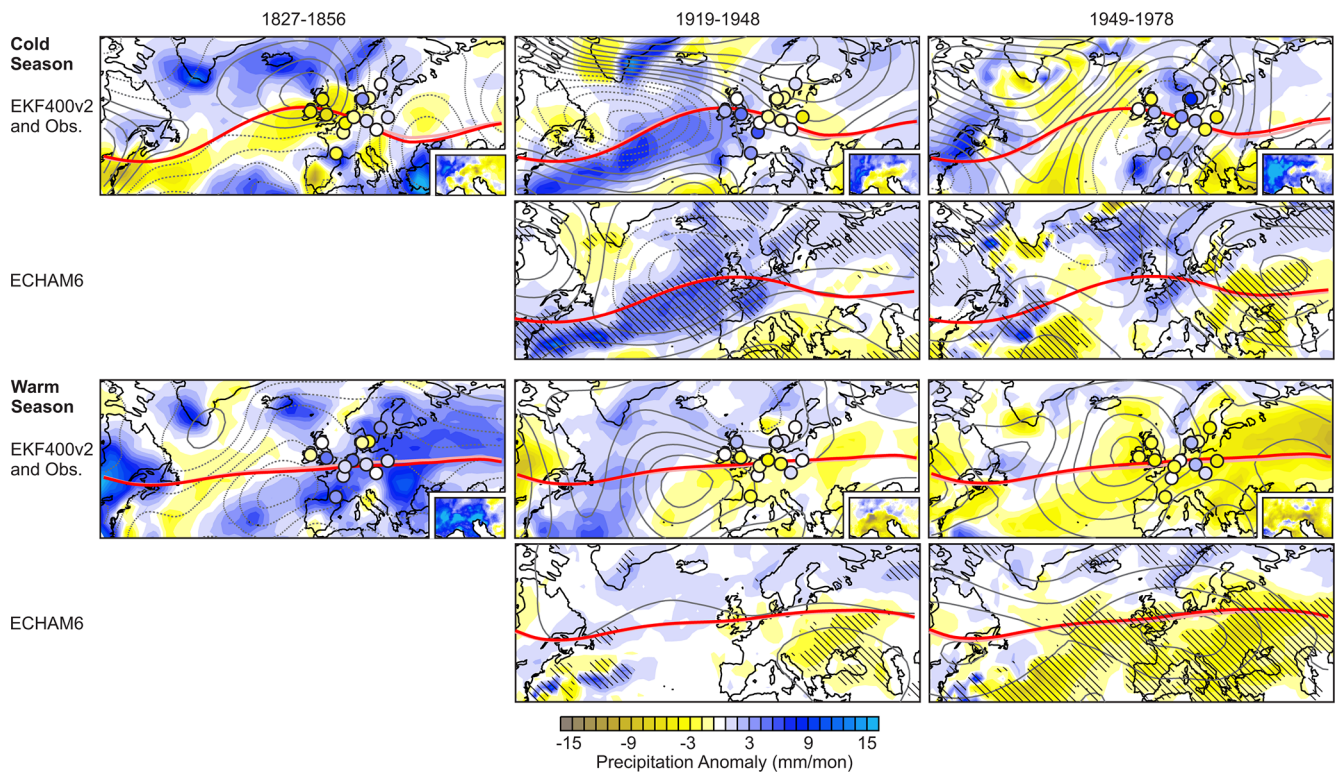 1827-1856 1919-1948 1949-1978
Cold
Season
EKF400v2
and Obs.
ECHAM6
Warm
Season
EKF400v2
and Obs.
ECHAM6
-15 -9 -3 3 9 15
Precipitation Anomaly (mm/mon)